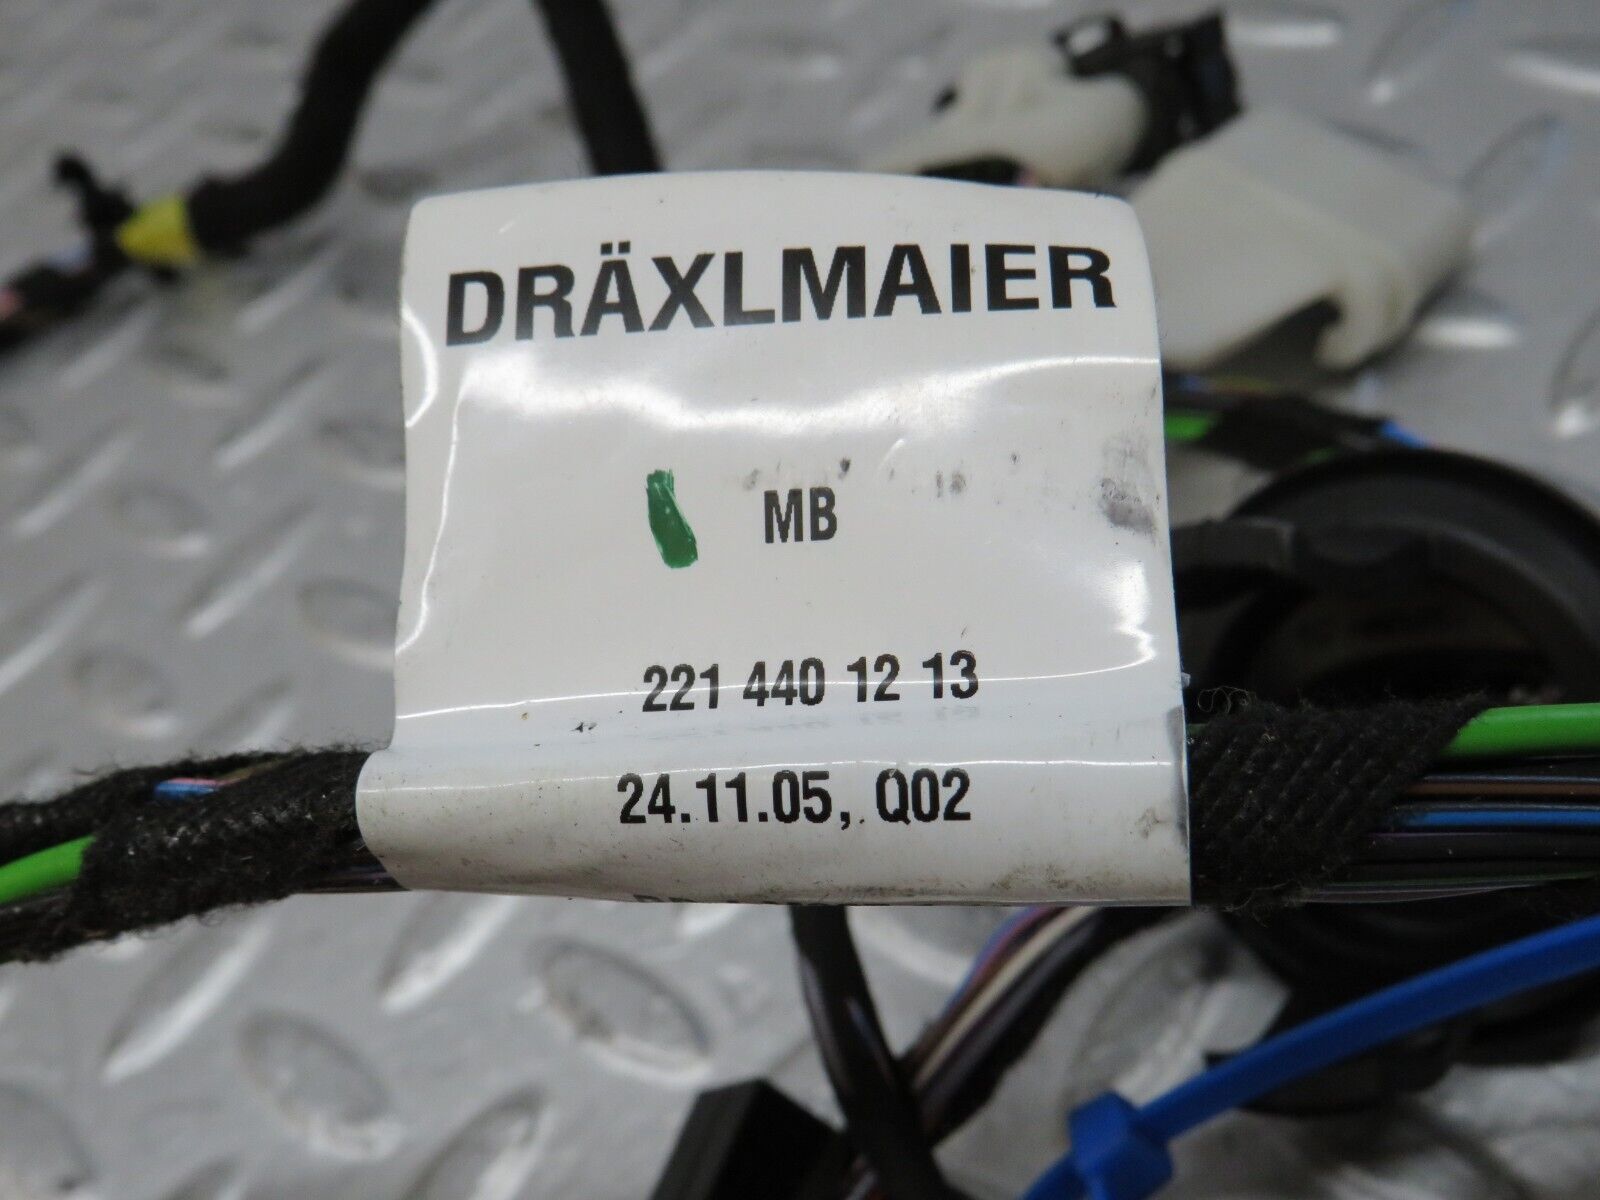 DRÄXLMAIER
MB
221 440 12 13
24.11.05, Q02